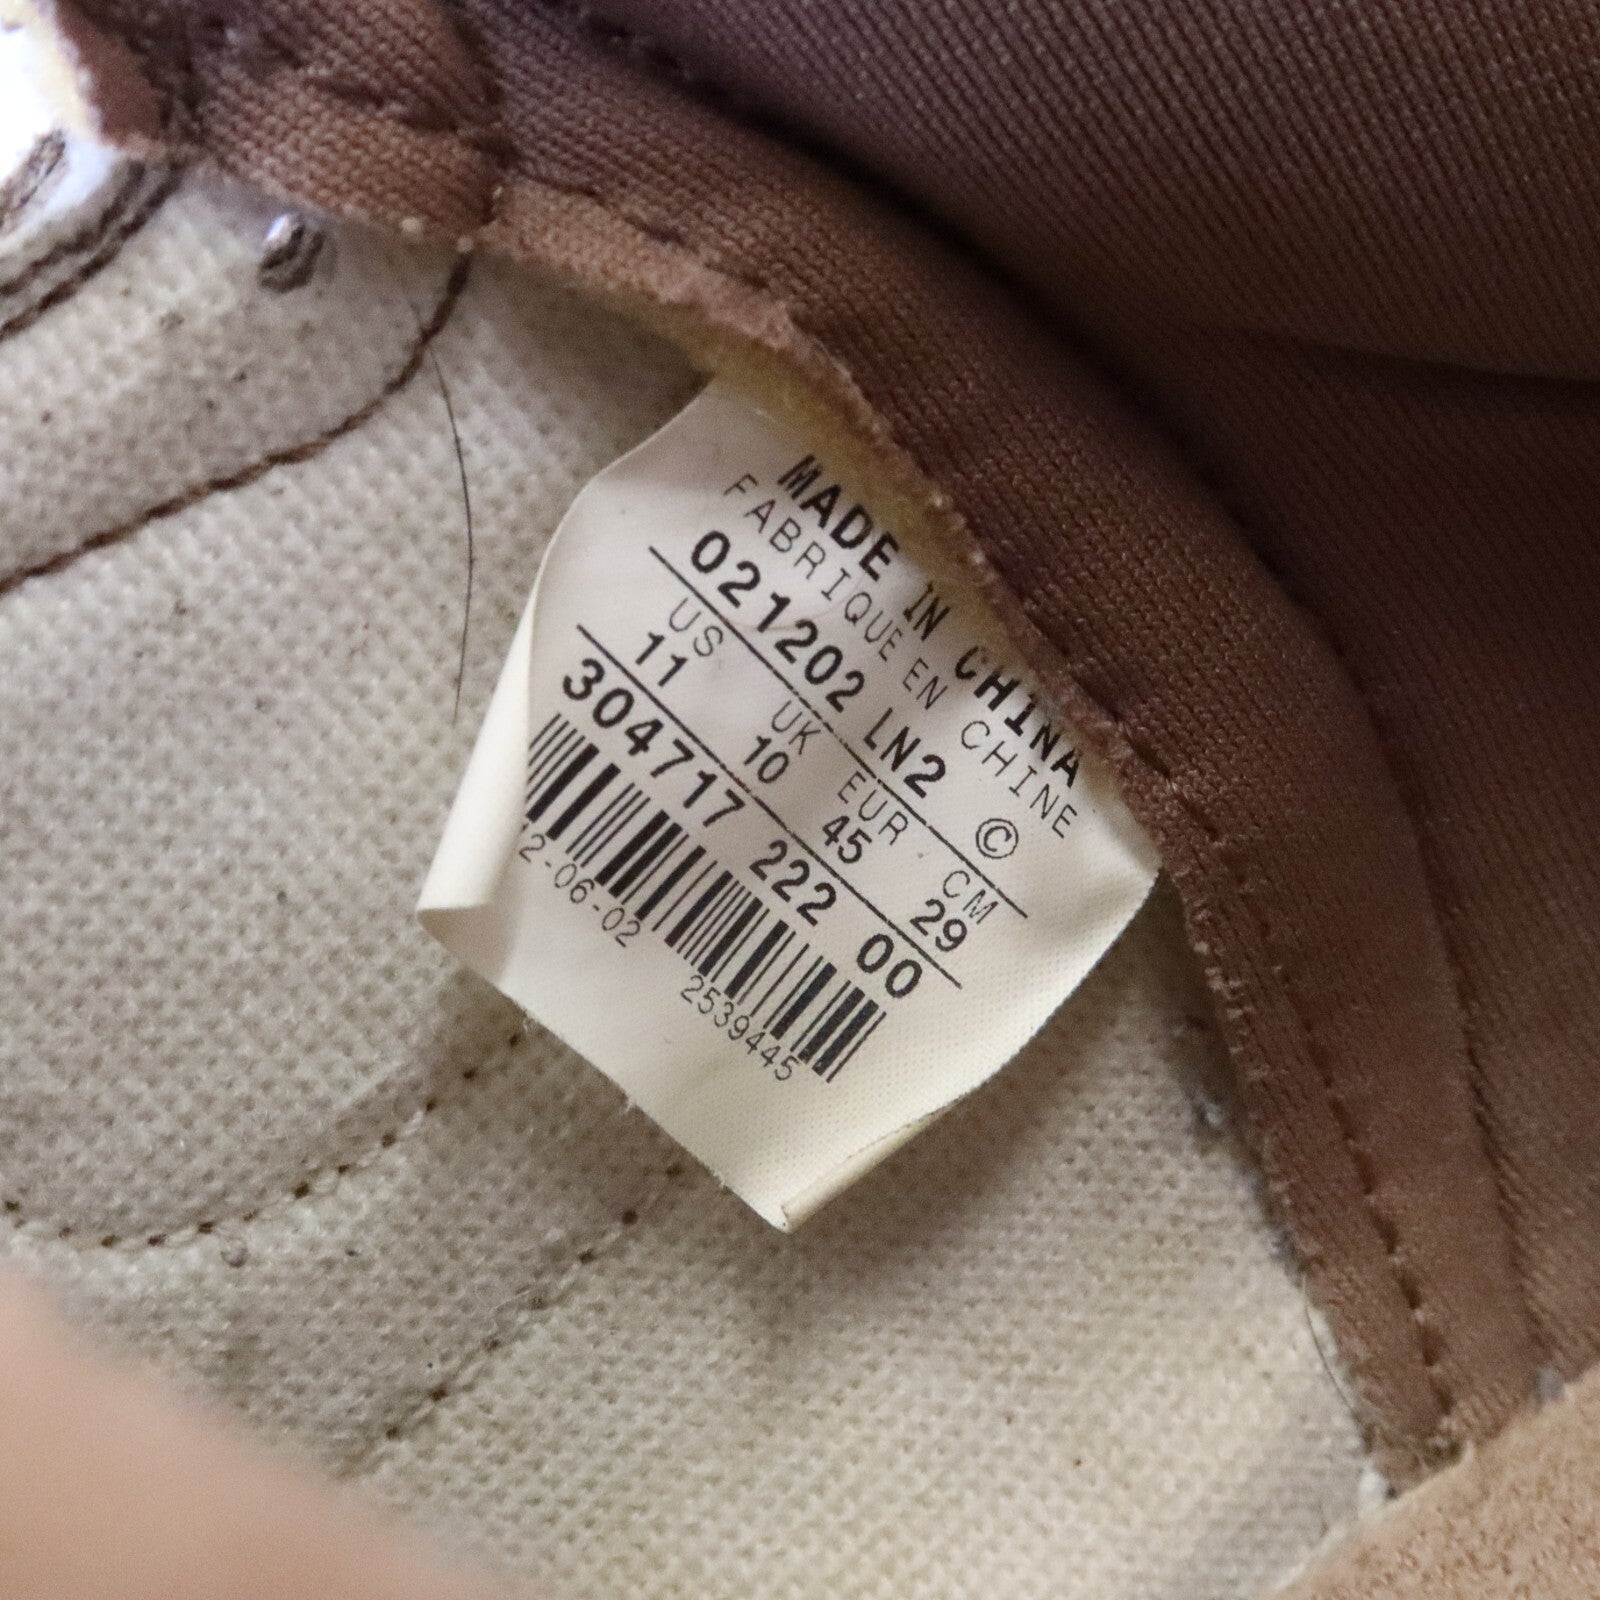 MADE IN CHINA
FABRIQUE EN CHINE
021202 LN2 ©
US UK EUR CM
11 10 45 29
304717 222 00
12-06-02 2539445